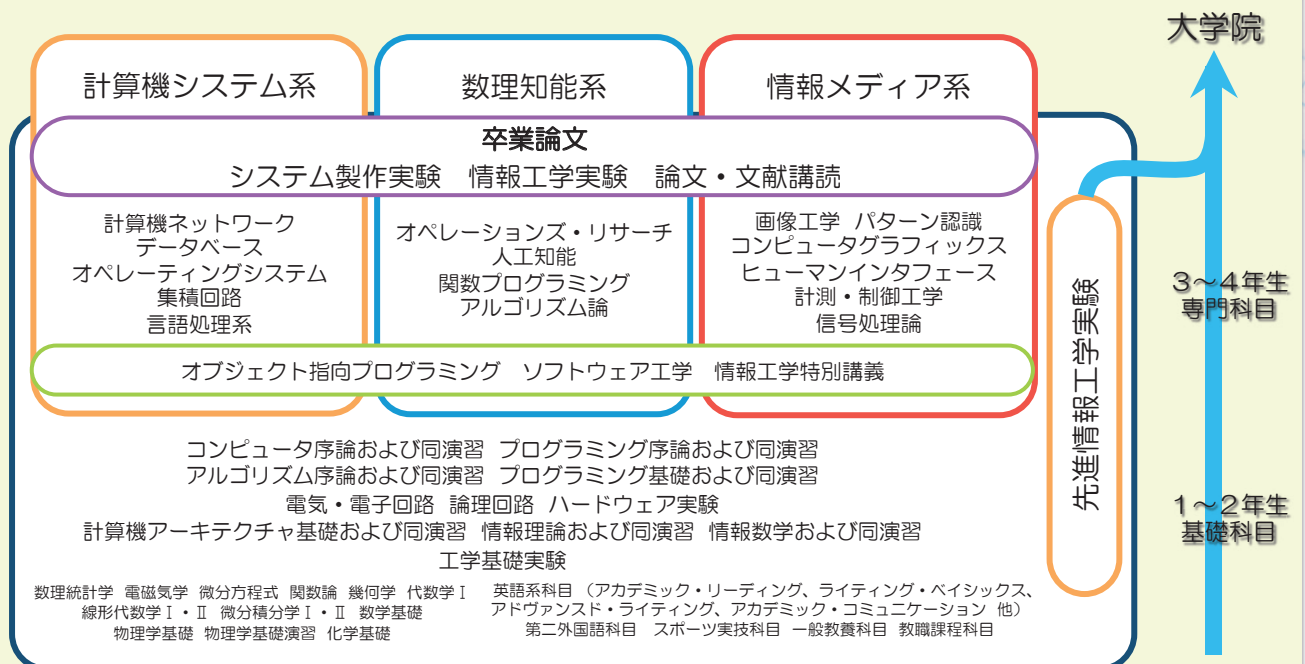 大学院
計算機システム系
数理知能系
情報メディア系
卒業論文
システム製作実験 情報工学実験 論文・文献講読
計算機ネットワーク
データベース
オペレーティングシステム
集積回路
言語処理系
オペレーションズ・リサーチ
人工知能
関数プログラミング
アルゴリズム論
画像工学 パターン認識
コンピュータグラフィックス
ヒューマンインタフェース
計測・制御工学
信号処理論
オブジェクト指向プログラミング ソフトウェア工学 情報工学特別講義
先進情報工学実験
3～4年生
専門科目
コンピュータ序論および同演習 プログラミング序論および同演習
アルゴリズム序論および同演習 プログラミング基礎および同演習
電気・電子回路 論理回路 ハードウェア実験
計算機アーキテクチャ基礎および同演習 情報理論および同演習 情報数学および同演習
工学基礎実験
1～2年生
基礎科目
数理統計学 電磁気学 微分方程式 関数論 幾何学 代数学Ⅰ
線形代数学Ⅰ・Ⅱ 微分積分学Ⅰ・Ⅱ 数学基礎
物理学基礎 物理学基礎演習 化学基礎
英語系科目 （アカデミック・リーディング、ライティング・ベイシックス、
アドヴァンスド・ライティング、アカデミック・コミュニケーション 他）
第二外国語科目 スポーツ実技科目 一般教養科目 教職課程科目